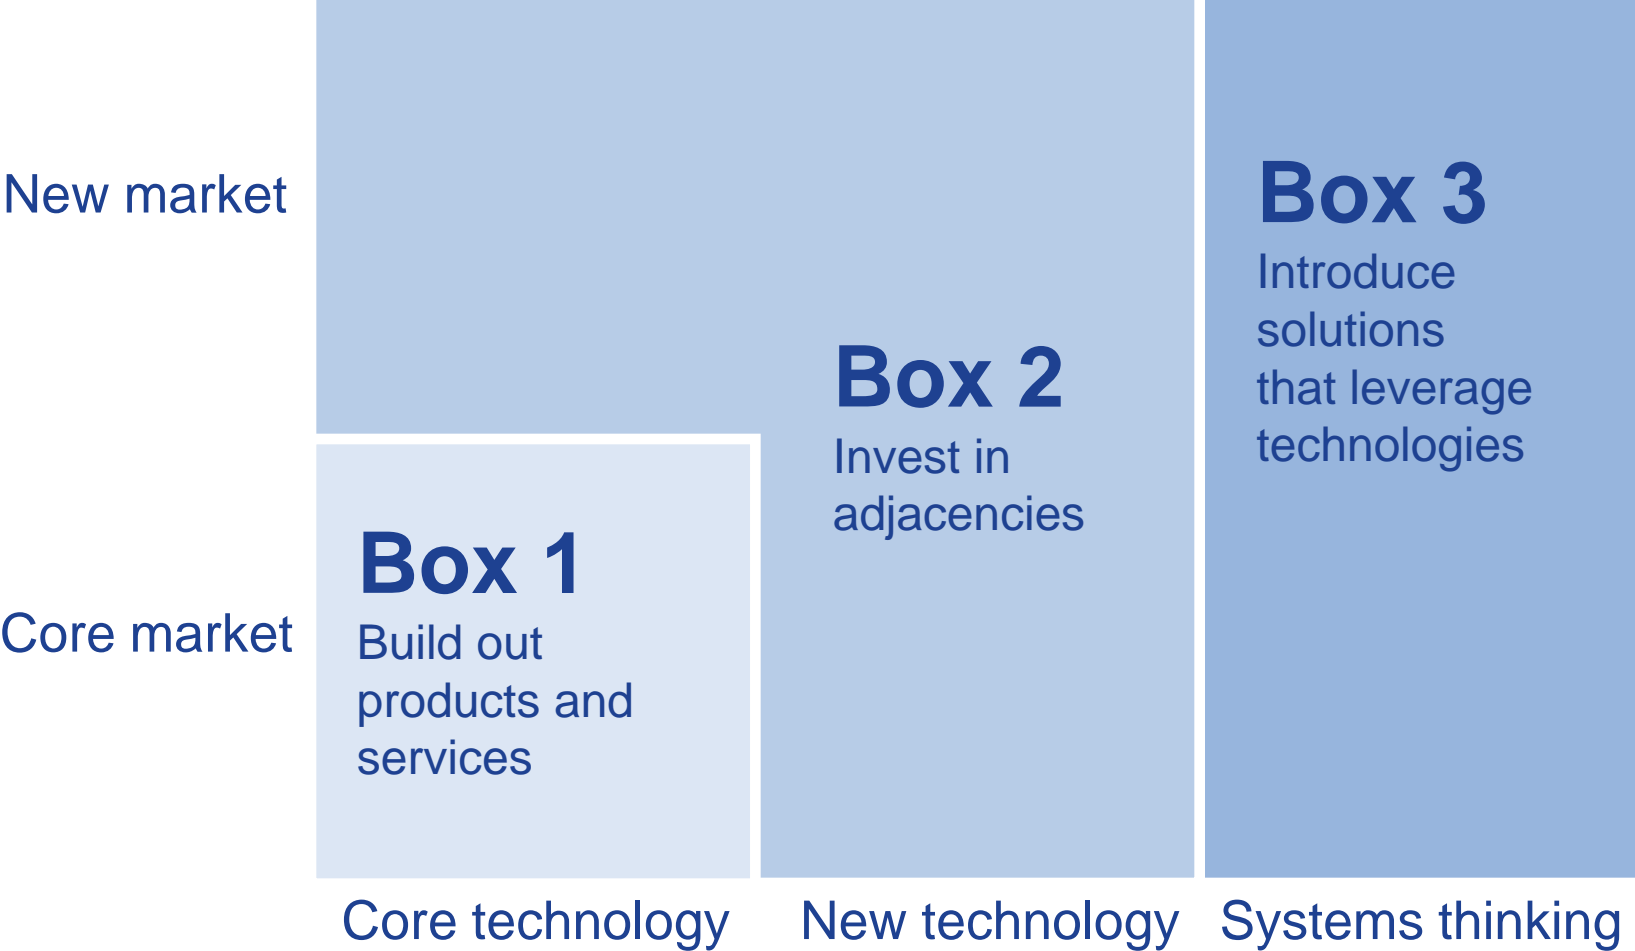 New market
Core market
Box 1
Build out
products and
services
Box 2
Invest in
adjacencies
Box 3
Introduce
solutions
that leverage
technologies
Core technology
New technology
Systems thinking